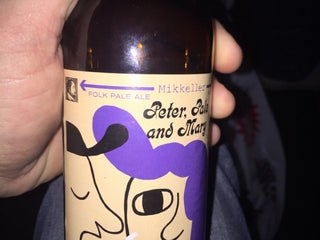 Mikkeller
FOLK PALE ALE
Peter, Pale
and Mary